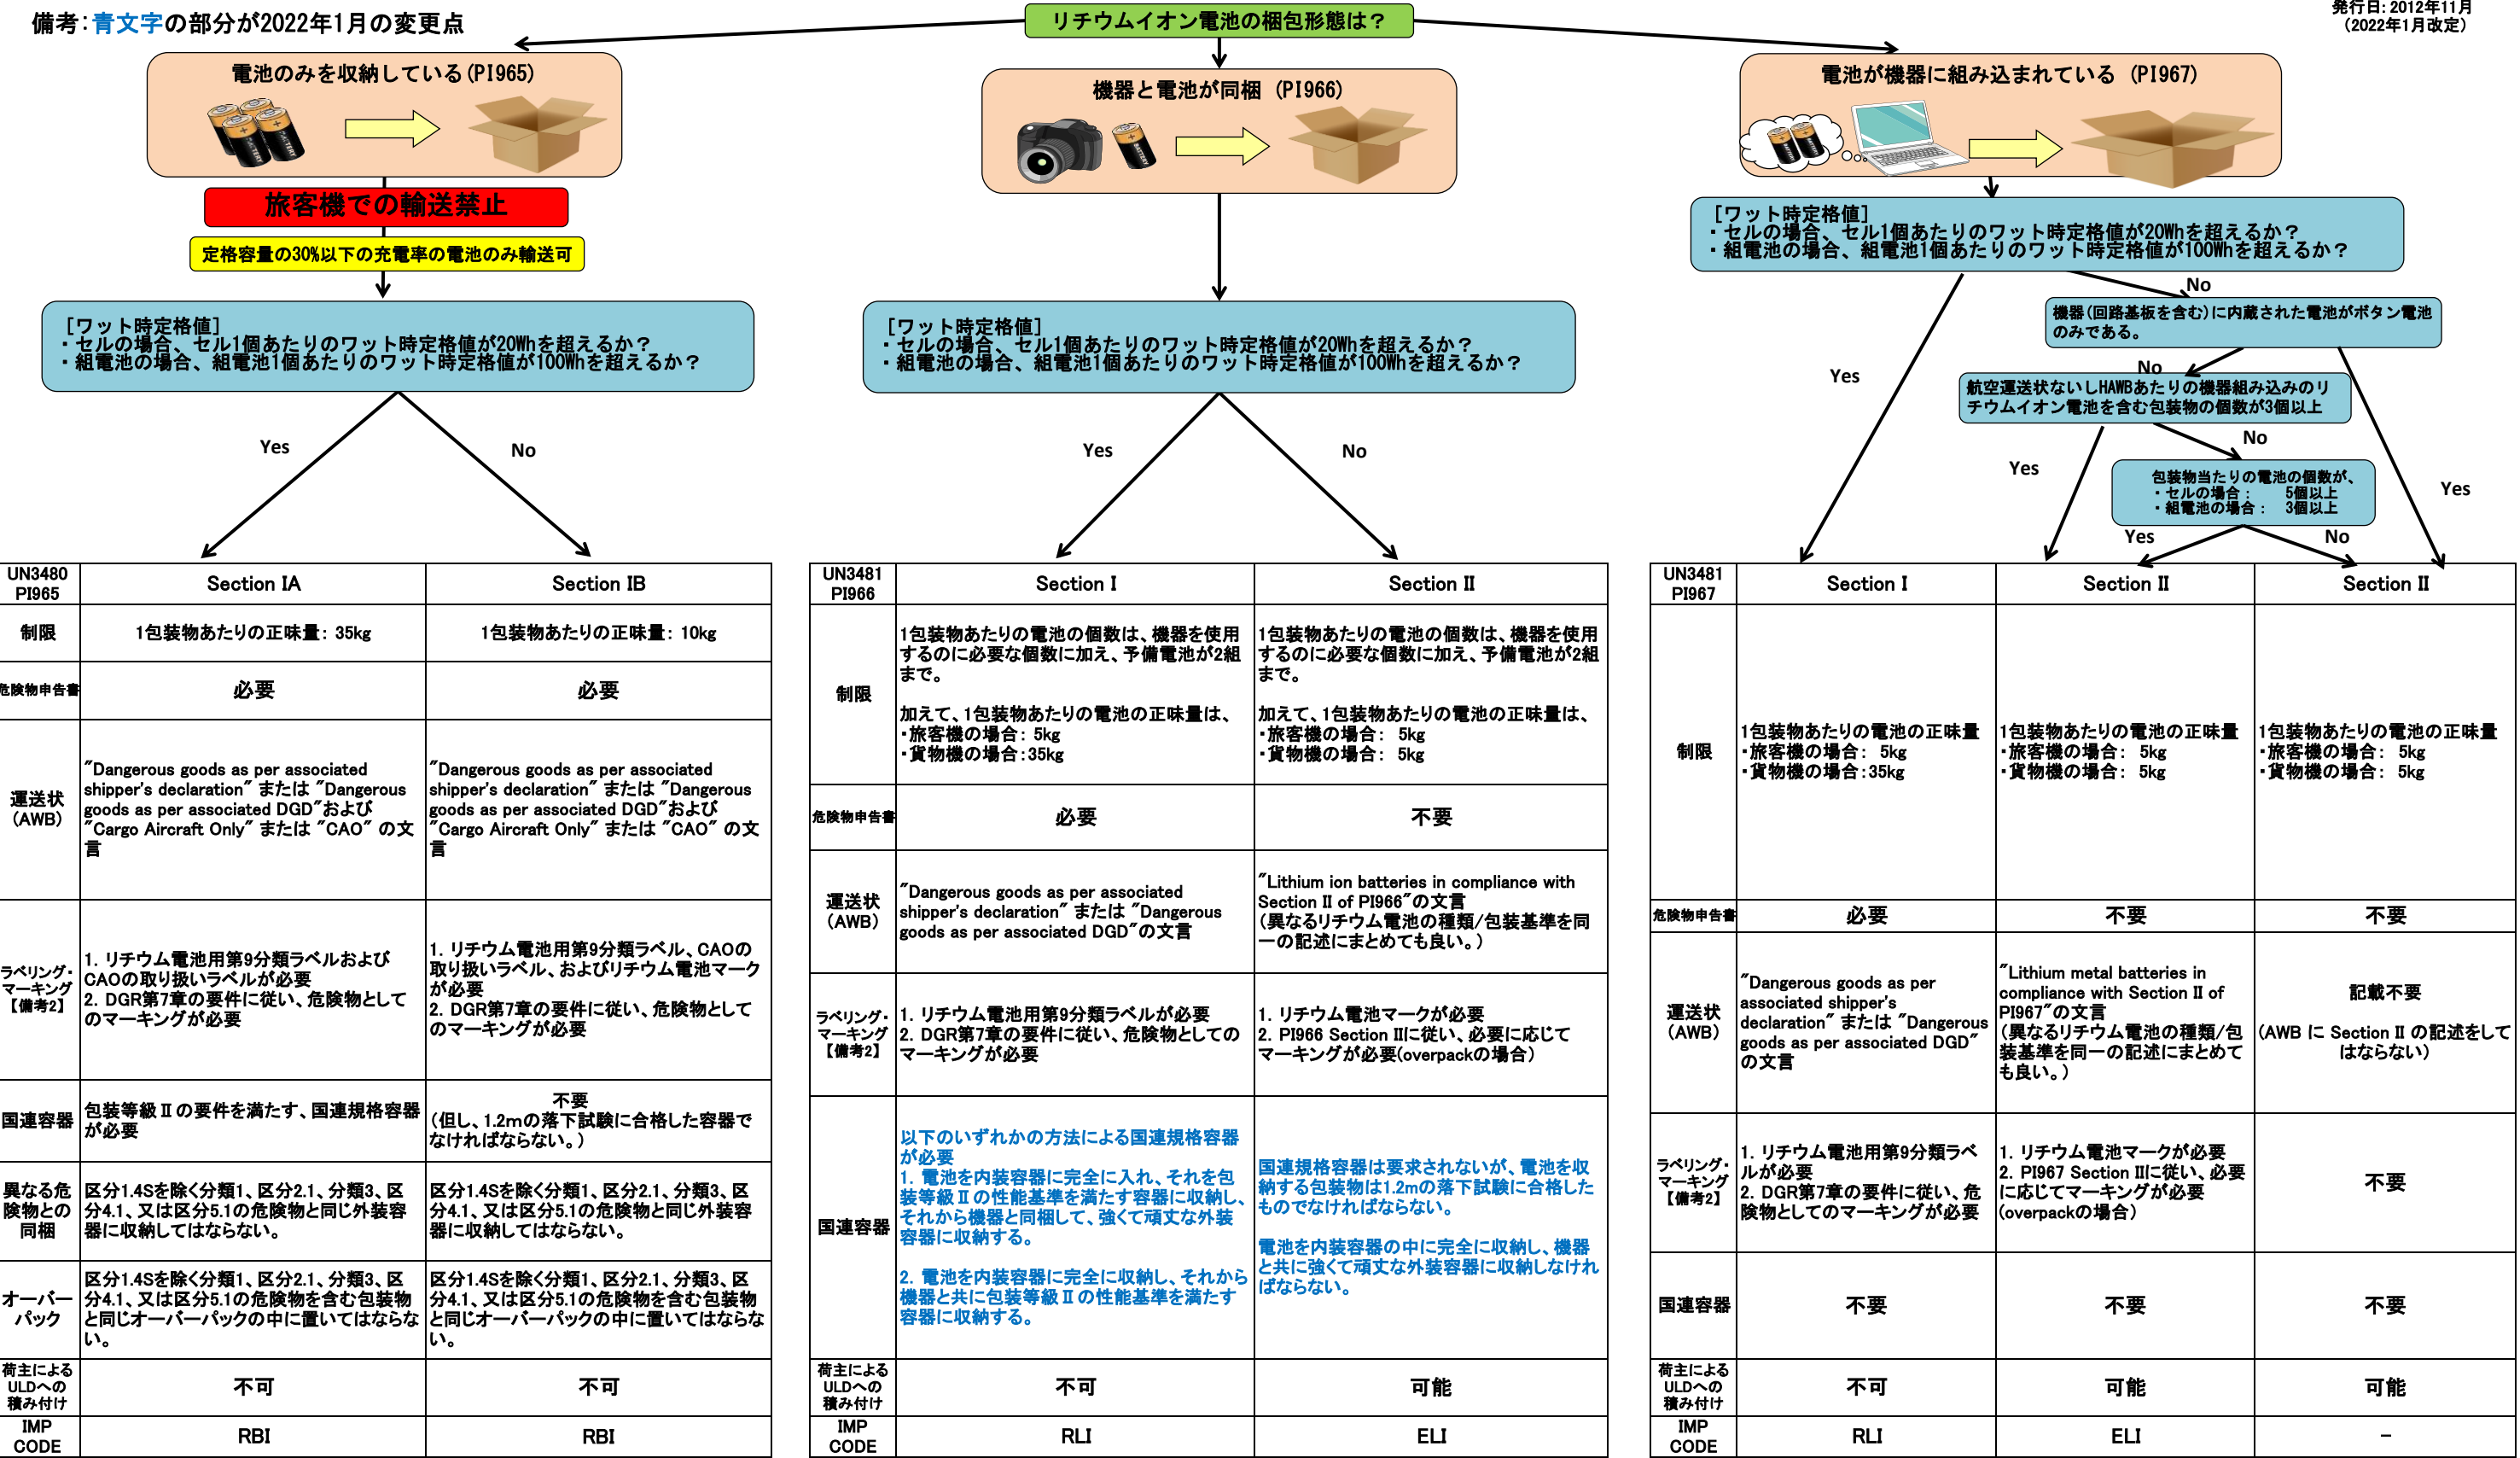 備考:青文字の部分が2022年1月の変更点
リチウムイオン電池の梱包形態は?
発行日:2012年11月
(2022年1月改定)
電池のみを収納している(PI965)
旅客機での輸送禁止
定格容量の30%以下の充電率の電池のみ輸送可
[ワット時定格値]
・セルの場合、セル1個あたりのワット時定格値が20Whを超えるか?
・組電池の場合、組電池1個あたりのワット時定格値が100Whを超えるか?
Yes
No
機器と電池が同梱 (PI966)
[ワット時定格値]
・セルの場合、セル1個あたりのワット時定格値が20Whを超えるか?
・組電池の場合、組電池1個あたりのワット時定格値が100Whを超えるか?
Yes
No
電池が機器に組み込まれている (PI967)
[ワット時定格値]
・セルの場合、セル1個あたりのワット時定格値が20Whを超えるか?
・組電池の場合、組電池1個あたりのワット時定格値が100Whを超えるか?
No
機器(回路基板を含む)に内蔵された電池がボタン電池
のみである。
Yes
No
航空運送状ないしHAWBあたりの機器組み込みのリ
チウムイオン電池を含む包装物の個数が3個以上
No
Yes
包装物当たりの電池の個数が、
・セルの場合: 5個以上
・組電池の場合: 3個以上
Yes
Yes
No
UN3480
PI965
Section IA
Section IB
制限
1包装物あたりの正味量: 35kg
1包装物あたりの正味量: 10kg
危険物申告書
必要
必要
運送状
(AWB)
"Dangerous goods as per associated
shipper's declaration" または "Dangerous
goods as per associated DGD"および
"Cargo Aircraft Only" または "CAO" の文
言
"Dangerous goods as per associated
shipper's declaration" または "Dangerous
goods as per associated DGD"および
"Cargo Aircraft Only" または "CAO" の文
言
ラベリング・
マーキング
【備考2】
1. リチウム電池用第9分類ラベルおよび
CAOの取り扱いラベルが必要
2. DGR第7章の要件に従い、危険物として
のマーキングが必要
1. リチウム電池用第9分類ラベル、CAOの
取り扱いラベル、およびリチウム電池マーク
が必要
2. DGR第7章の要件に従い、危険物として
のマーキングが必要
国連容器
包装等級Ⅱの要件を満たす、国連規格容器
が必要
不要
(但し、1.2mの落下試験に合格した容器で
なければならない。)
異なる危
険物との
同梱
区分1.4Sを除く分類1、区分2.1、分類3、区
分4.1、又は区分5.1の危険物と同じ外装容
器に収納してはならない。
区分1.4Sを除く分類1、区分2.1、分類3、区
分4.1、又は区分5.1の危険物と同じ外装容
器に収納してはならない。
オーバー
パック
区分1.4Sを除く分類1、区分2.1、分類3、区
分4.1、又は区分5.1の危険物を含む包装物
と同じオーバーパックの中に置いてはならな
い。
区分1.4Sを除く分類1、区分2.1、分類3、区
分4.1、又は区分5.1の危険物を含む包装物
と同じオーバーパックの中に置いてはならな
い。
荷主による
ULDへの
積み付け
不可
不可
IMP
CODE
RBI
RBI
UN3481
PI966
Section I
Section II
制限
1包装物あたりの電池の個数は、機器を使用
するのに必要な個数に加え、予備電池が2組
まで。
加えて、1包装物あたりの電池の正味量は、
・旅客機の場合: 5kg
・貨物機の場合:35kg
1包装物あたりの電池の個数は、機器を使用
するのに必要な個数に加え、予備電池が2組
まで。
加えて、1包装物あたりの電池の正味量は、
・旅客機の場合: 5kg
・貨物機の場合: 5kg
危険物申告書
必要
不要
運送状
(AWB)
"Dangerous goods as per associated
shipper's declaration" または "Dangerous
goods as per associated DGD"の文言
"Lithium ion batteries in compliance with
Section II of PI966"の文言
(異なるリチウム電池の種類/包装基準を同
一の記述にまとめても良い。)
ラベリング・
マーキング
【備考2】
1. リチウム電池用第9分類ラベルが必要
2. DGR第7章の要件に従い、危険物としての
マーキングが必要
1. リチウム電池マークが必要
2. PI966 Section Ⅱに従い、必要に応じて
マーキングが必要(overpackの場合)
国連容器
以下のいずれかの方法による国連規格容器
が必要
1. 電池を内装容器に完全に入れ、それを包
装等級Ⅱの性能基準を満たす容器に収納し、
それから機器と同梱して、強くて頑丈な外装
容器に収納する。
2. 電池を内装容器に完全に収納し、それから
機器と共に包装等級Ⅱの性能基準を満たす
容器に収納する。
国連規格容器は要求されないが、電池を収
納する包装物は1.2mの落下試験に合格した
ものでなければならない。
電池を内装容器の中に完全に収納し、機器
と共に強くて頑丈な外装容器に収納しなけれ
ばならない。
荷主による
ULDへの
積み付け
不可
可能
IMP
CODE
RLI
ELI
UN3481
PI967
Section I
Section II
Section II
制限
1包装物あたりの電池の正味量
・旅客機の場合: 5kg
・貨物機の場合:35kg
1包装物あたりの電池の正味量
・旅客機の場合: 5kg
・貨物機の場合: 5kg
1包装物あたりの電池の正味量
・旅客機の場合: 5kg
・貨物機の場合: 5kg
危険物申告書
必要
不要
不要
運送状
(AWB)
"Dangerous goods as per
associated shipper's
declaration" または "Dangerous
goods as per associated DGD"
の文言
"Lithium metal batteries in
compliance with Section II of
PI967"の文言
(異なるリチウム電池の種類/包
装基準を同一の記述にまとめて
も良い。)
記載不要
(AWB に Section II の記述をして
はならない)
ラベリング・
マーキング
【備考2】
1. リチウム電池用第9分類ラベ
ルが必要
2. DGR第7章の要件に従い、危
険物としてのマーキングが必要
1. リチウム電池マークが必要
2. PI967 Section Ⅱに従い、必要
に応じてマーキングが必要
(overpackの場合)
不要
国連容器
不要
不要
不要
荷主による
ULDへの
積み付け
不可
可能
可能
IMP
CODE
RLI
ELI
-